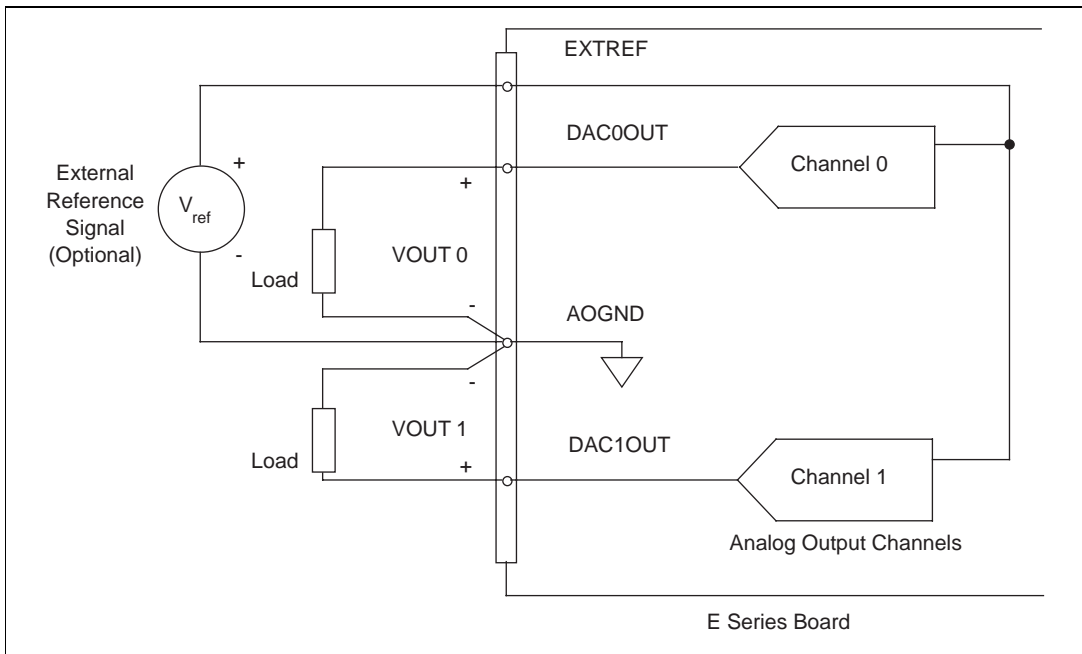 EXTREF
DAC0OUT
Channel 0
+
+
External
Reference
Signal
(Optional)
Vref
VOUT 0
-
Load
-
AOGND
-
VOUT 1
DAC1OUT
Load
+
Channel 1
Analog Output Channels
E Series Board